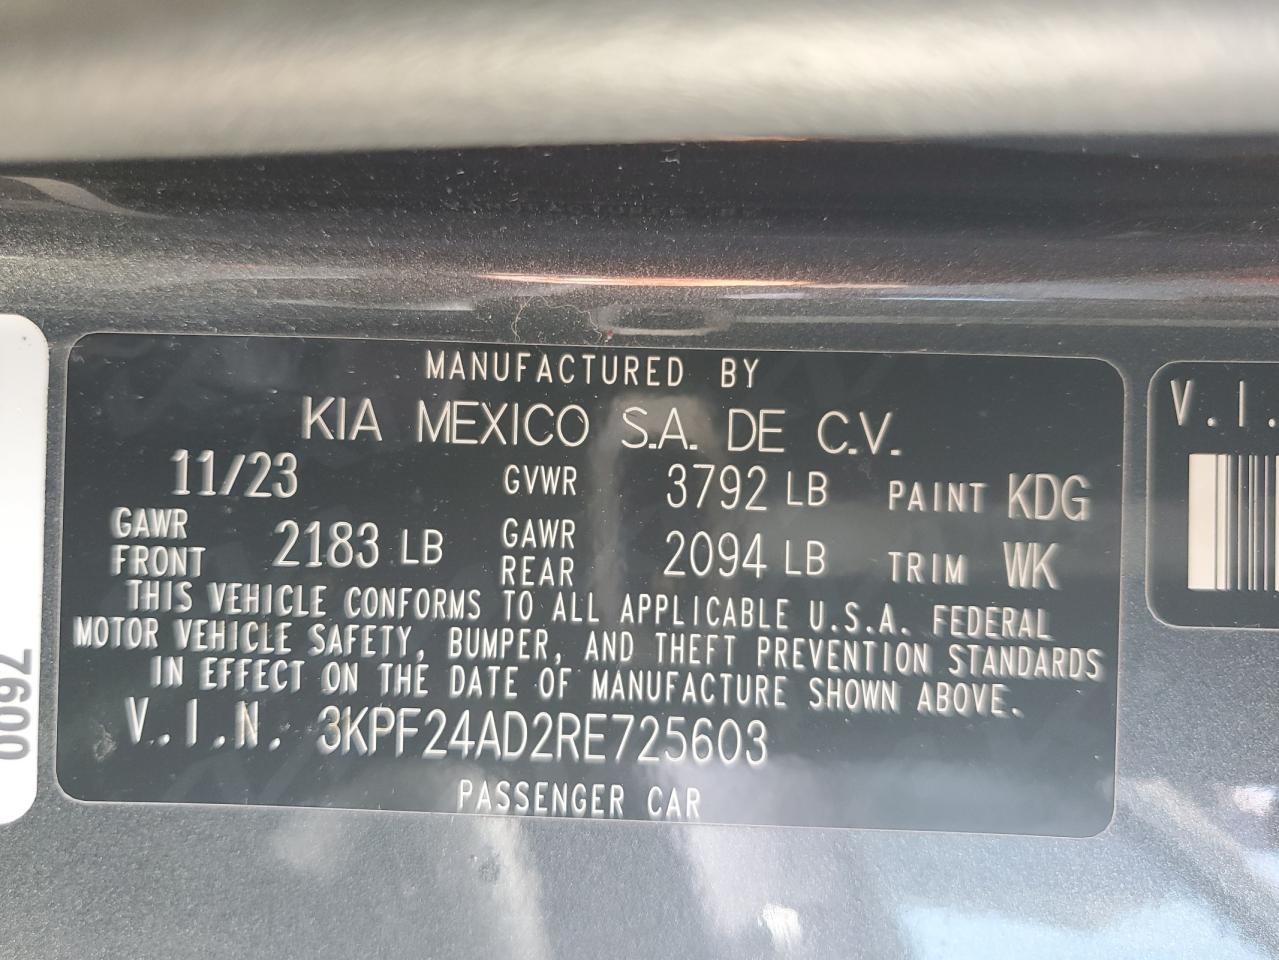 MANUFACTURED BY
KIA MEXICO S.A. DE C.V.
11/23 GVWR 3792 LB PAINT KDG
GAWR FRONT 2183 LB GAWR REAR 2094 LB TRIM WK
THIS VEHICLE CONFORMS TO ALL APPLICABLE U.S.A. FEDERAL
MOTOR VEHICLE SAFETY, BUMPER, AND THEFT PREVENTION STANDARDS
IN EFFECT ON THE DATE OF MANUFACTURE SHOWN ABOVE.
V.I.N. 3KPF24AD2RE725603
PASSENGER CAR
V.I.